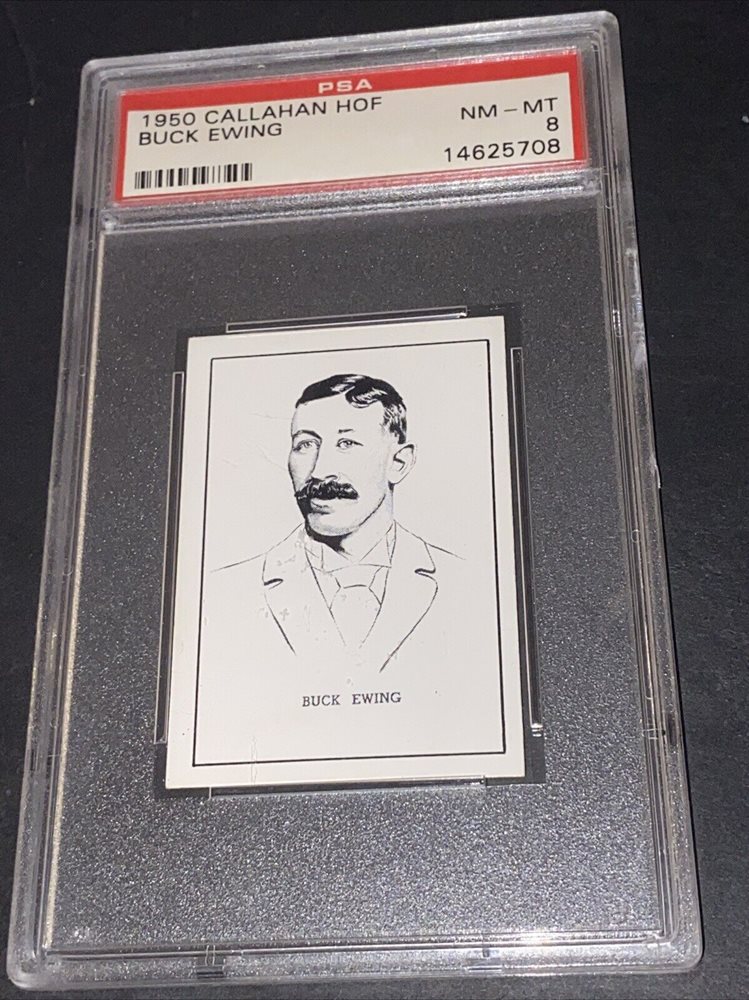 PSA
1950 CALLAHAN HOF NM - MT
BUCK EWING 8
14625708
BUCK EWING